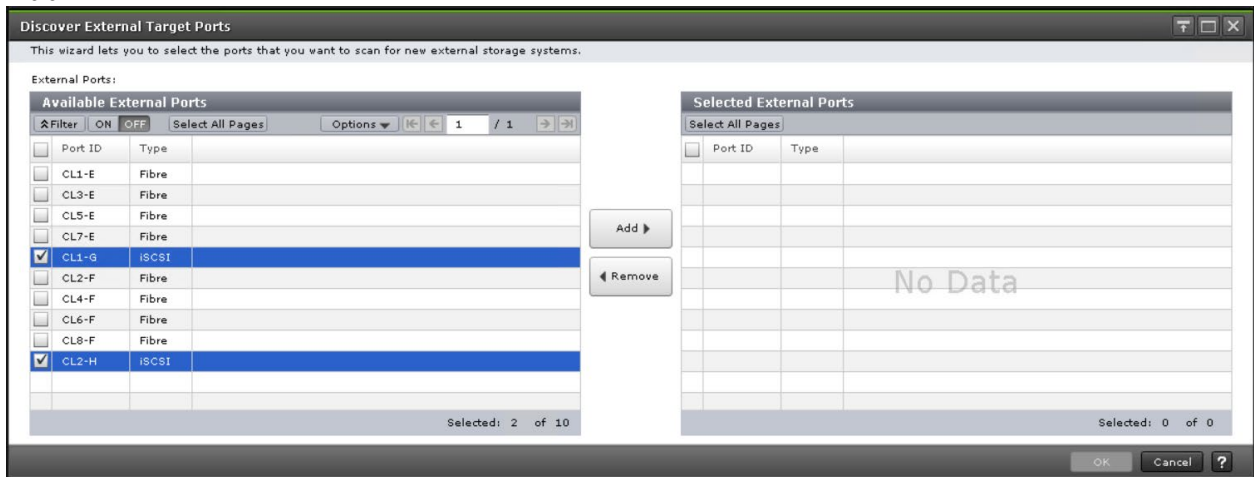 Discover External Target Ports
This wizard lets you to select the ports that you want to scan for new external storage systems.
External Ports:
Available External Ports
Filter ON OFF Select All Pages Options 1 / 1
Port ID Type
CL1-E Fibre
CL3-E Fibre
CL5-E Fibre
CL7-E Fibre
CL1-G iSCSI
CL2-F Fibre
CL4-F Fibre
CL6-F Fibre
CL8-F Fibre
CL2-H iSCSI
Selected: 2 of 10
Add
Remove
Selected External Ports
Select All Pages
Port ID Type
No Data
Selected: 0 of 0
OK Cancel ?